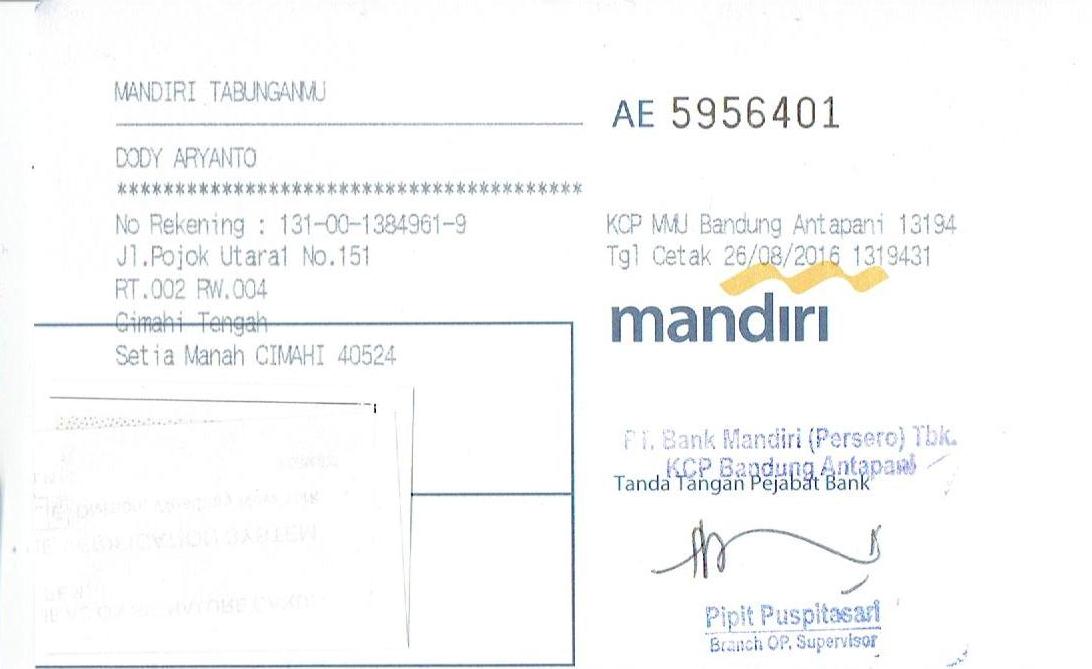 MANDIRI TABUNGANMU
AE 5956401
DODY ARYANTO
****************************************
No Rekening : 131-00-1384961-9
Jl.Pojok Utara1 No.151
RT.002 RW.004
Cimahi Tengah
Setia Manah CIMAHI 40524
KCP MMU Bandung Antapani 13194
Tgl Cetak 26/08/2016 1319431
mandiri
PT. Bank Mandiri (Persero) Tbk.
KCP Bandung Antapani
Tanda Tangan Pejabat Bank
Pipit Puspitasari
Branch OP. Supervisor